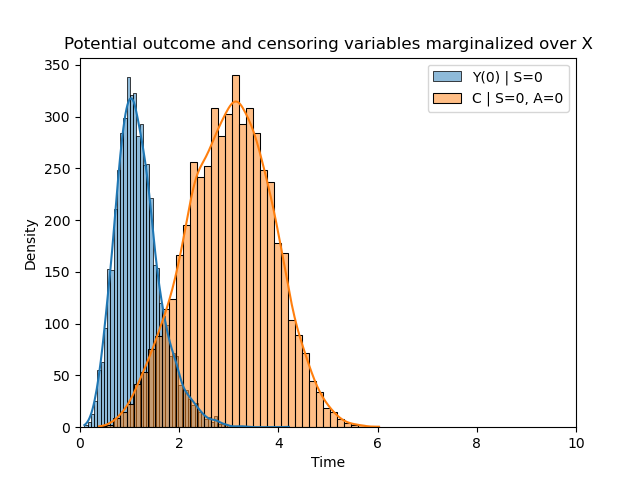 Potential outcome and censoring variables marginalized over X
Y(0) | S=0
C | S=0, A=0
Density
350
300
250
200
150
100
50
0
0 2 4 6 8 10
Time